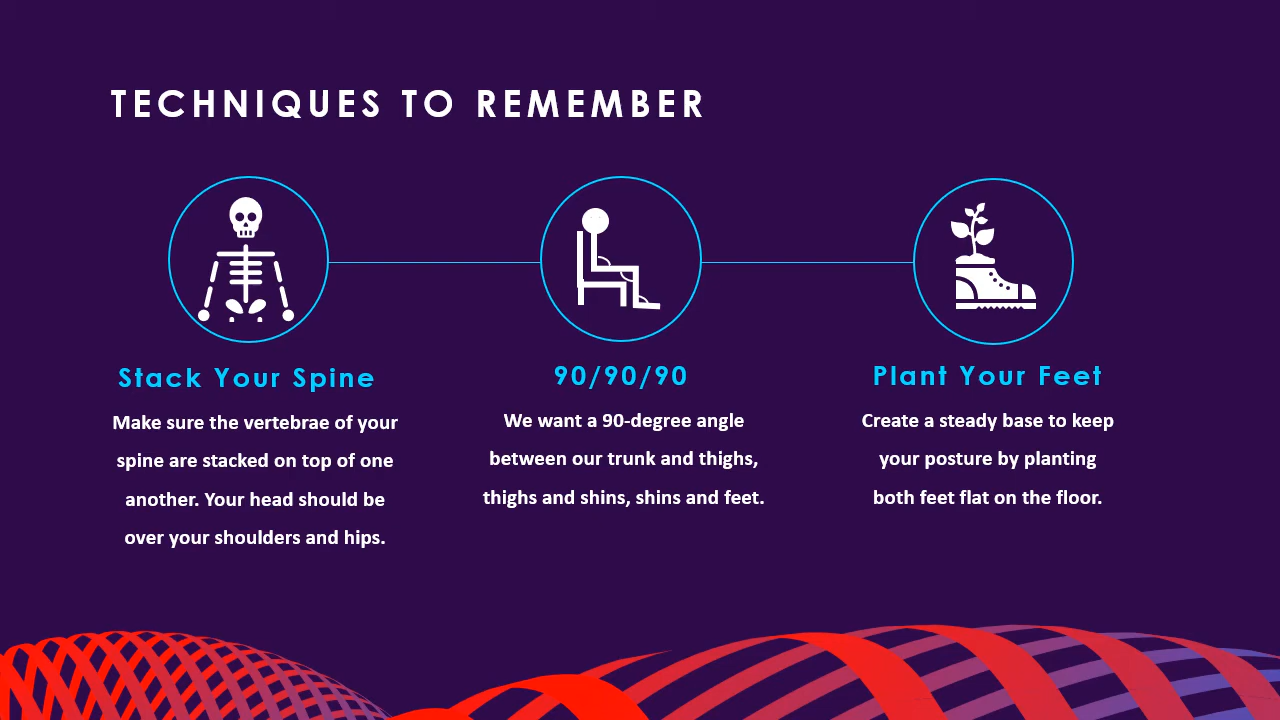 TECHNIQUES TO REMEMBER
Stack Your Spine
Make sure the vertebrae of your
spine are stacked on top of one
another. Your head should be
over your shoulders and hips.
90/90/90
We want a 90-degree angle
between our trunk and thighs,
thighs and shins, shins and feet.
Plant Your Feet
Create a steady base to keep
your posture by planting
both feet flat on the floor.